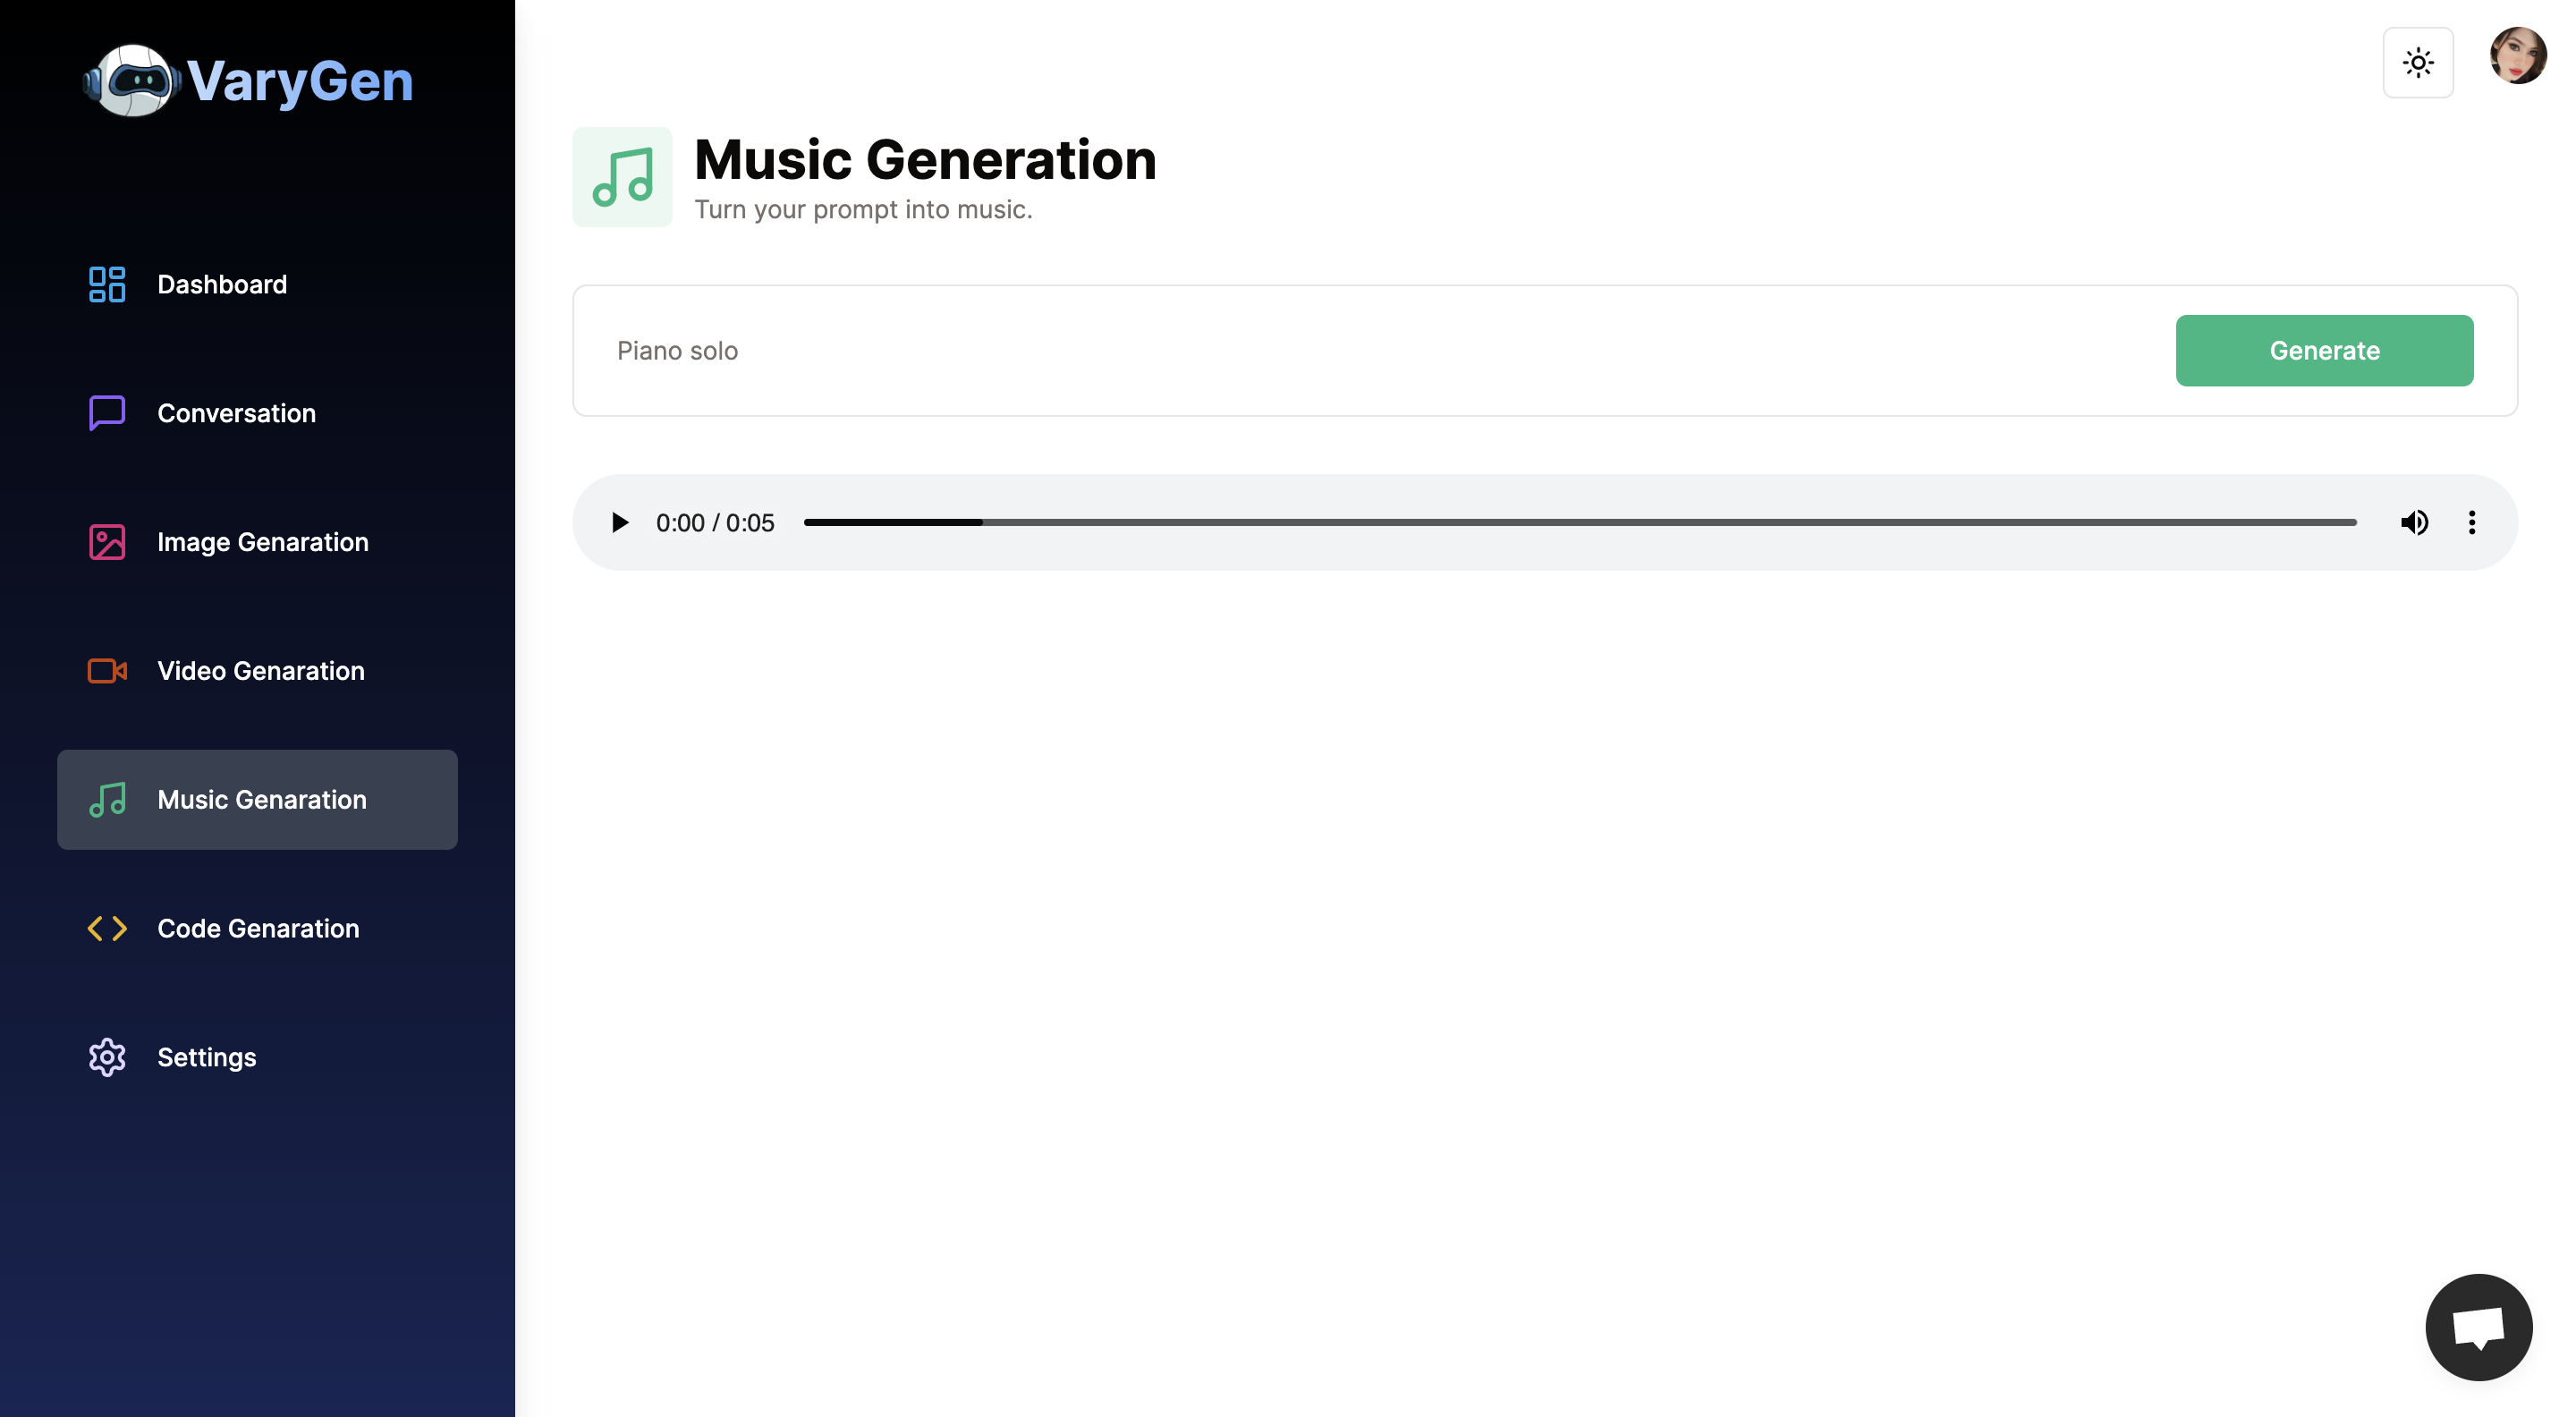 VaryGen
Dashboard
Conversation
Image Genaration
Video Genaration
Music Genaration
Code Genaration
Settings
Music Generation
Turn your prompt into music.
Piano solo
Generate
0:00 / 0:05